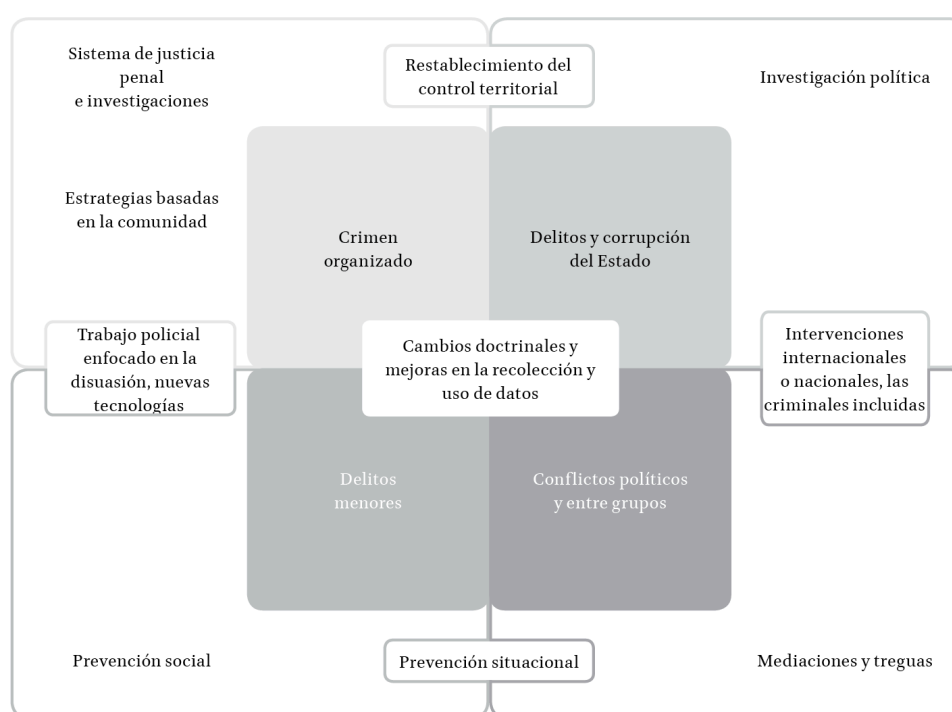 Sistema de justicia
penal
e investigaciones
Restablecimiento del
control territorial
Investigación política
Estrategias basadas
en la comunidad
Crimen
organizado
Delitos y corrupción
del Estado
Trabajo policial
enfocado en la
disuasión, nuevas
tecnologías
Cambios doctrinales y
mejoras en la recolección y
uso de datos
Intervenciones
internacionales
o nacionales, las
criminales incluidas
Delitos
menores
Conflictos políticos
y entre grupos
Prevención social
Prevención situacional
Mediaciones y treguas